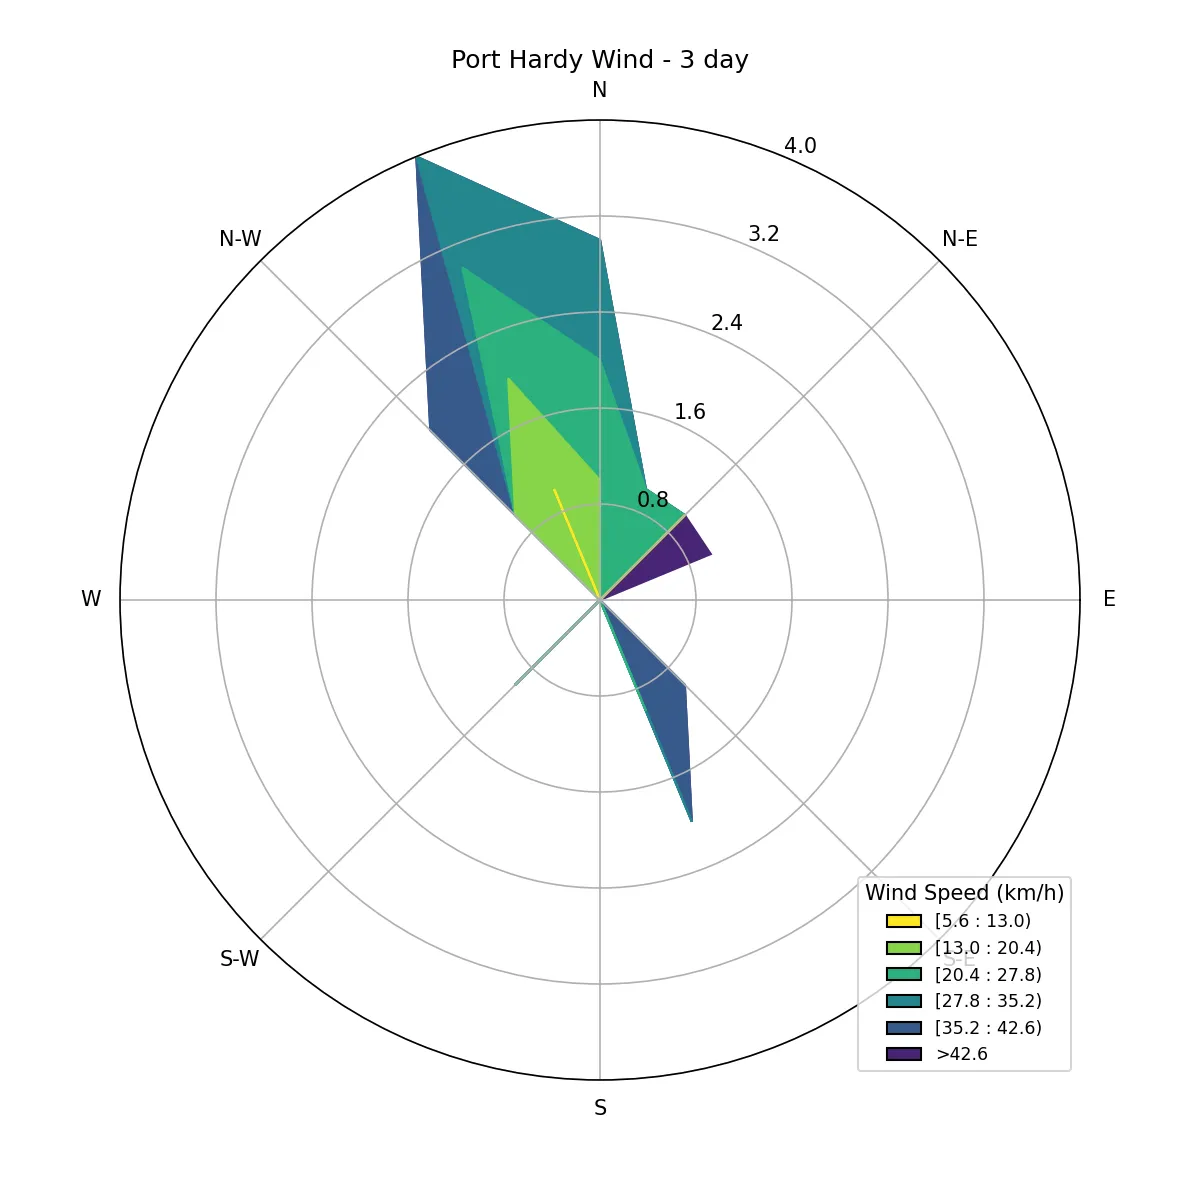 Port Hardy Wind - 3 day
N
4.0
N-W
3.2
N-E
2.4
1.6
0.8
W
E
Wind Speed (km/h)
[5.6 : 13.0)
[13.0 : 20.4)
S-W
S-E
[20.4 : 27.8)
[27.8 : 35.2)
[35.2 : 42.6)
>42.6
S